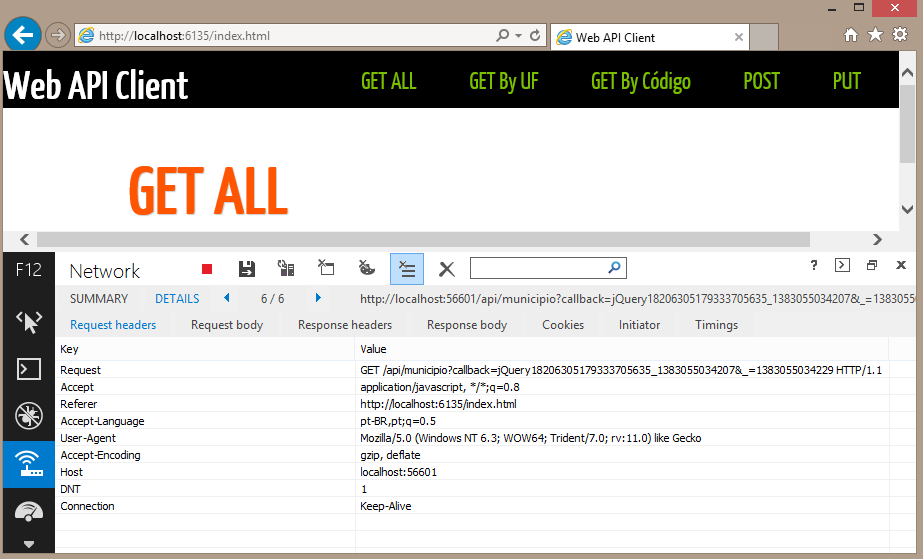 http://localhost:6135/index.html
Web API Client
Web API Client
GET ALL
GET By UF
GET By Código
POST
PUT
GET ALL
F12
Network
?
SUMMARY
DETAILS
6 / 6
http://localhost:56601/api/municipio?callback=jQuery18206305179333705635_1383055034207&_=13830550
Request headers
Request body
Response headers
Response body
Cookies
Initiator
Timings
Key Value
Request GET /api/municipio?callback=jQuery18206305179333705635_1383055034207&_=1383055034229 HTTP/1.1
Accept application/javascript, */*;q=0.8
Referer http://localhost:6135/index.html
Accept-Language pt-BR,pt;q=0.5
User-Agent Mozilla/5.0 (Windows NT 6.3; WOW64; Trident/7.0; rv:11.0) like Gecko
Accept-Encoding gzip, deflate
Host localhost:56601
DNT 1
Connection Keep-Alive